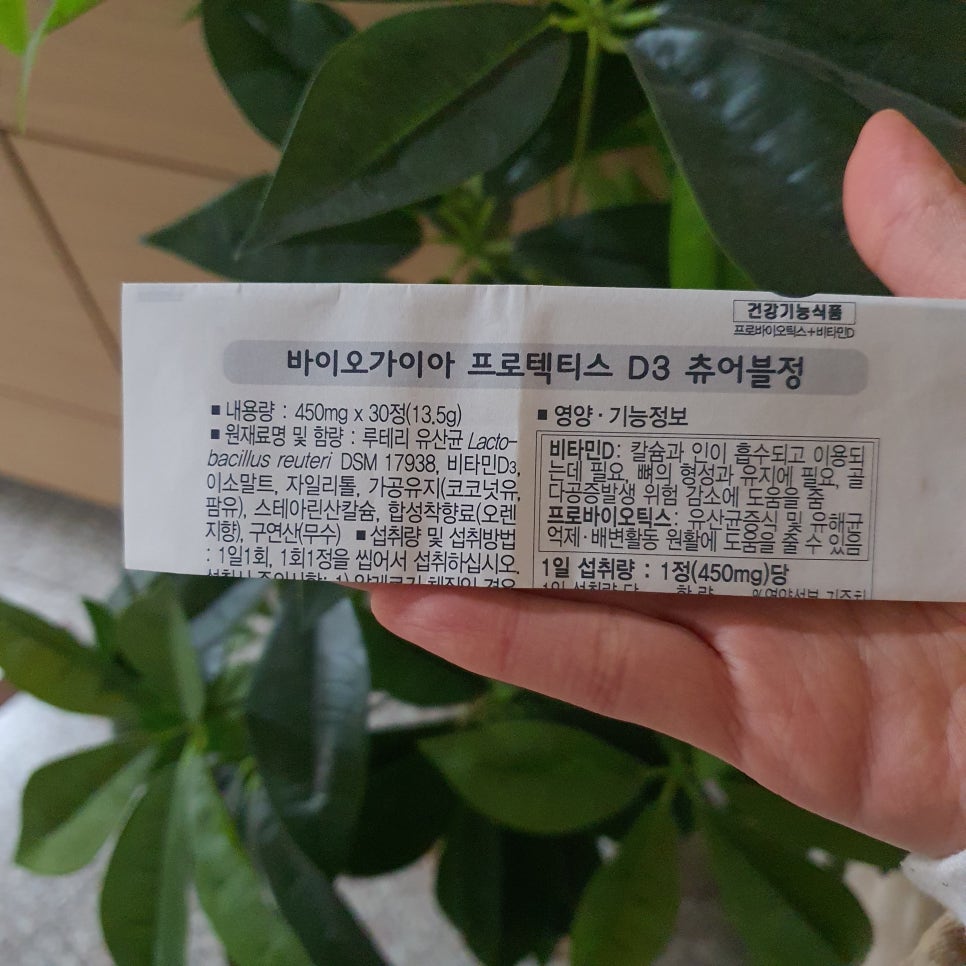 건강기능식품
프로바이오틱스+비타민D
바이오가이아 프로텍티스 D3 츄어블정
■ 내용량 : 450mg x 30정(13.5g)
■ 원재료명 및 함량 : 루테리 유산균 Lacto-
bacillus reuteri DSM 17938, 비타민D3,
이소말트, 자일리톨, 가공유지(코코넛유,
팜유), 스테아린산칼슘, 합성착향료(오렌
지향), 구연산(무수) ■ 섭취량 및 섭취방법
: 1일1회, 1회1정을 씹어서 섭취하십시오.
■ 영양 · 기능정보
비타민D: 칼슘과 인이 흡수되고 이용되
는데 필요, 뼈의 형성과 유지에 필요, 골
다공증발생 위험 감소에 도움을 줌
프로바이오틱스: 유산균증식 및 유해균
억제·배변활동 원활에 도움을 줄 수 있음
1일 섭취량 : 1정(450mg)당